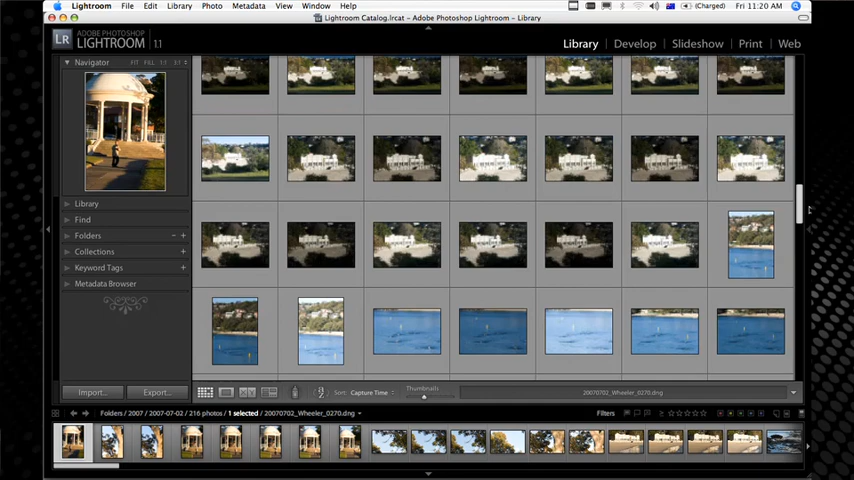 Lightroom File Edit Library Photo Metadata View Window Help (Charged) Fri 11:20 AM
Lightroom Catalog.lrcat - Adobe Photoshop Lightroom - Library
LR ADOBE PHOTOSHOP LIGHTROOM 1.1
Library Develop Slideshow Print Web
Navigator FIT FILL 1:1 3:1
Library
Find
Folders
Collections
Keyword Tags
Metadata Browser
Import... Export... Sort: Capture Time Thumbnails 20070702_Wheeler_0270.dng
Folders / 2007 / 2007-07-02 / 216 photos / 1 selected / 20070702_Wheeler_0270.dng Filters